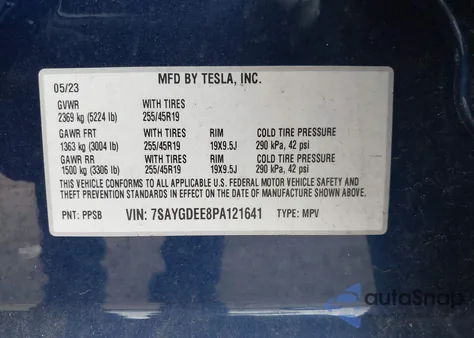 MFD BY TESLA, INC.
05/23
GVWR WITH TIRES
2369 kg (5224 lb) 255/45R19
GAWR FRT WITH TIRES RIM COLD TIRE PRESSURE
1363 kg (3004 lb) 255/45R19 19X9.5J 290 kPa, 42 psi
GAWR RR WITH TIRES RIM COLD TIRE PRESSURE
1500 kg (3306 lb) 255/45R19 19X9.5J 290 kPa, 42 psi
THIS VEHICLE CONFORMS TO ALL APPLICABLE U.S. FEDERAL MOTOR VEHICLE SAFETY AND
THEFT PREVENTION STANDARDS IN EFFECT ON THE DATE OF MANUFACTURE SHOWN ABOVE.
PNT: PPSB VIN: 7SAYGDEE8PA121641 TYPE: MPV
autoSnap